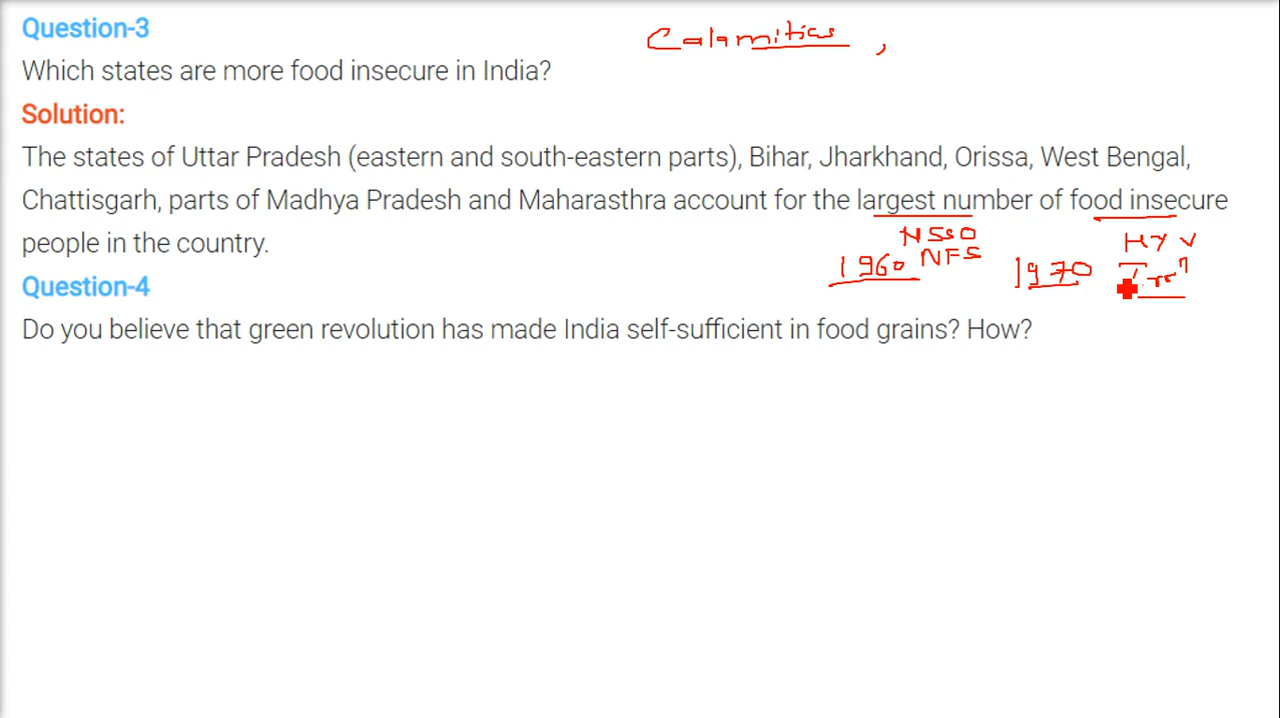 Question-3
Calamities ,
Which states are more food insecure in India?
Solution:
The states of Uttar Pradesh (eastern and south-eastern parts), Bihar, Jharkhand, Orissa, West Bengal,
Chattisgarh, parts of Madhya Pradesh and Maharasthra account for the largest number of food insecure
people in the country.
NSSO
HYV
1960 NFS 1970
Question-4
Do you believe that green revolution has made India self-sufficient in food grains? How?